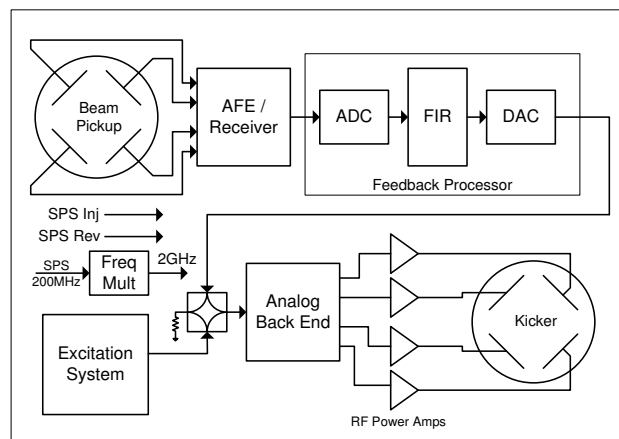 Beam
Pickup
AFE /
Receiver
ADC
FIR
DAC
Feedback Processor
SPS Inj
SPS Rev
SPS
200MHz
Freq
Mult
2GHz
Excitation
System
Analog
Back End
Kicker
RF Power Amps